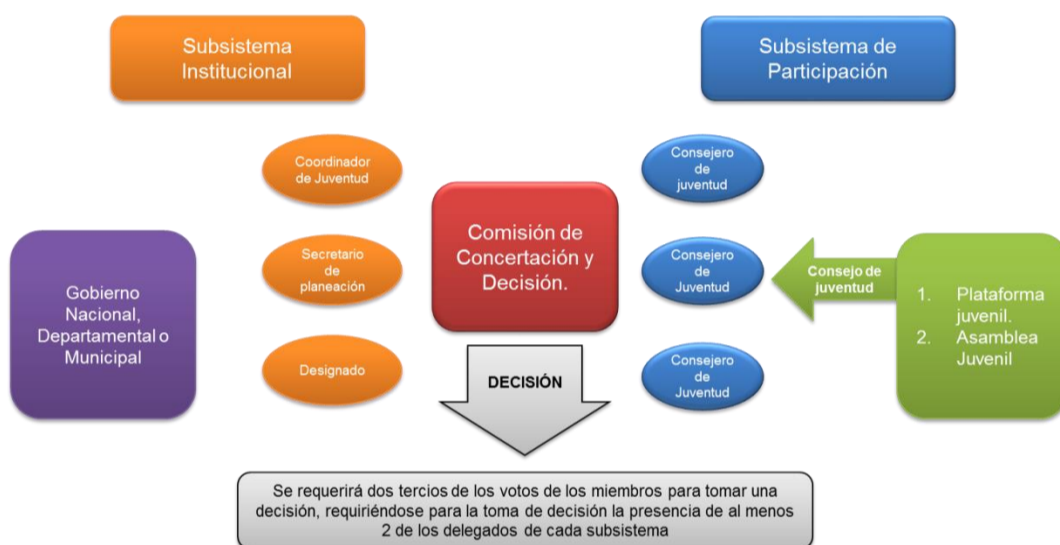 Subsistema
Institucional
Subsistema de
Participación
Coordinador
de Juventud
Consejero
de
juventud
Comisión de
Concertación y
Decisión.
Secretario
de
planeación
Consejero
de
Juventud
Consejo de
juventud
Gobierno
Nacional,
Departamental o
Municipal
1. Plataforma
juvenil.
2. Asamblea
Juvenil
Designado
Consejero
de
Juventud
DECISIÓN
Se requerirá dos tercios de los votos de los miembros para tomar una
decisión, requiriéndose para la toma de decisión la presencia de al menos
2 de los delegados de cada subsistema